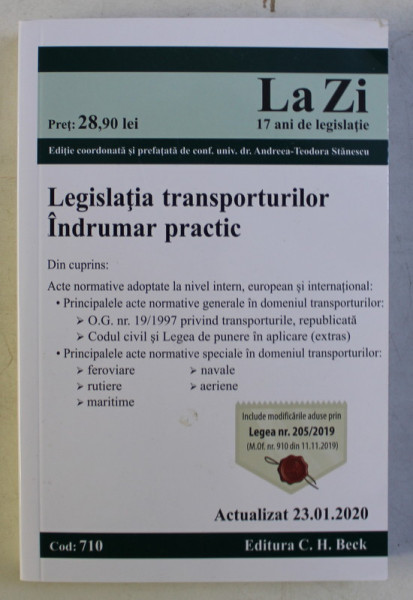 La Zi
Preț: 28,90 lei
17 ani de legislație
Ediție coordonată și prefațată de conf. univ. dr. Andreea-Teodora Stănescu
Legislaţia transporturilor
Îndrumar practic
Din cuprins:
Acte normative adoptate la nivel intern, european și internațional:
• Principalele acte normative generale în domeniul transporturilor:
➢ O.G. nr. 19/1997 privind transporturile, republicată
➢ Codul civil și Legea de punere în aplicare (extras)
• Principalele acte normative speciale în domeniul transporturilor:
➢ feroviare ➢ navale
➢ rutiere ➢ aeriene
➢ maritime
Include modificările aduse prin
Legea nr. 205/2019
(M.Of. nr. 910 din 11.11.2019)
Actualizat 23.01.2020
Cod: 710 Editura C. H. Beck